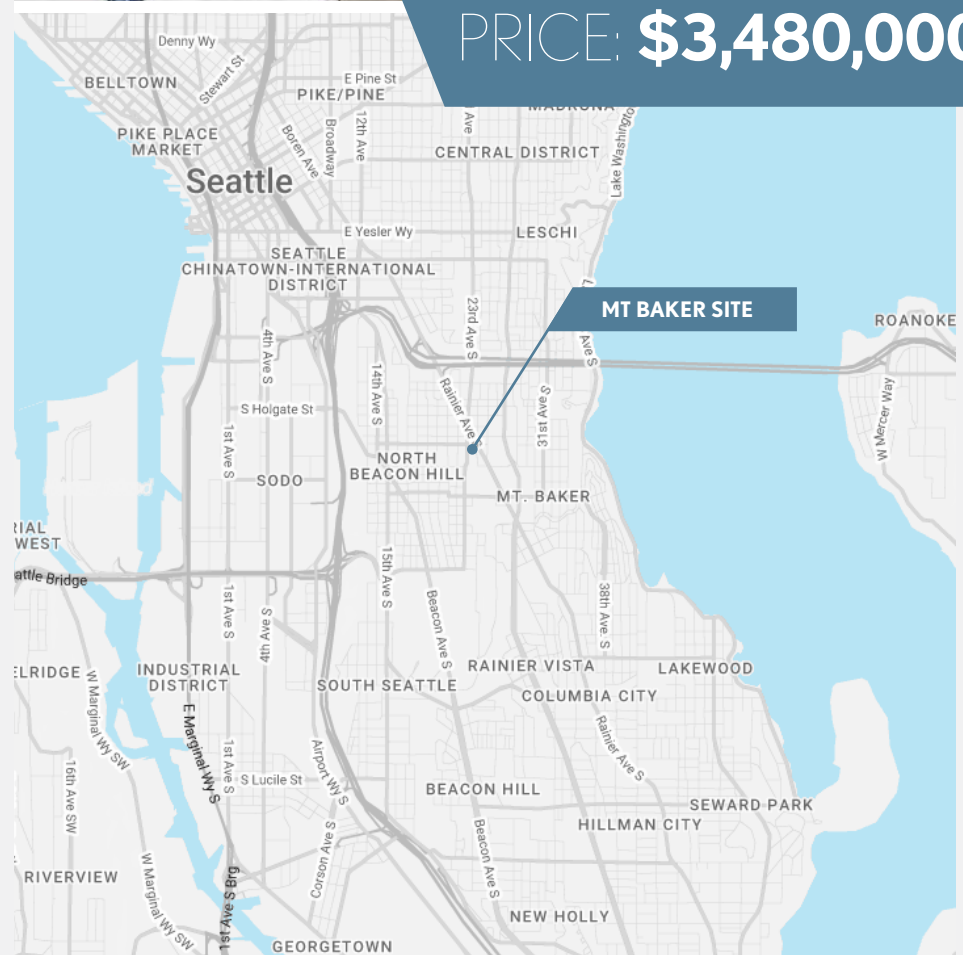 PRICE: $3,480,000
Denny Wy
BELLTOWN
Stewart St
E Pine St
PIKE/PINE
MADRONA
Ave
12th Ave
Broadway
Boren Ave
PIKE PLACE
MARKET
CENTRAL DISTRICT
Lake Washington
Seattle
E Yesler Wy
LESCHI
SEATTLE
CHINATOWN-INTERNATIONAL
DISTRICT
MT BAKER SITE
ROANOKE
23rd Ave S
4th Ave S
Ave S
14th Ave S
Rainier Ave S
31st Ave S
W Mercer Way
S Holgate St
1st Ave S
NORTH
BEACON HILL
SODO
MT. BAKER
RIAL
WEST
attle Bridge
15th Ave S
1st Ave S
4th Ave S
Beacon Ave S
38th Ave. S
ELRIDGE
W Marginal Wy SW
INDUSTRIAL
DISTRICT
SOUTH SEATTLE
RAINIER VISTA
LAKEWOOD
COLUMBIA CITY
E Marginal Wy S
1st Ave S
Airport Wy S
Rainier Ave S
16th Ave SW
S Lucile St
BEACON HILL
SEWARD PARK
HILLMAN CITY
Corson Ave S
Beacon Ave S
RIVERVIEW
W Marginal Wy SW
1st Ave S Brg
NEW HOLLY
GEORGETOWN